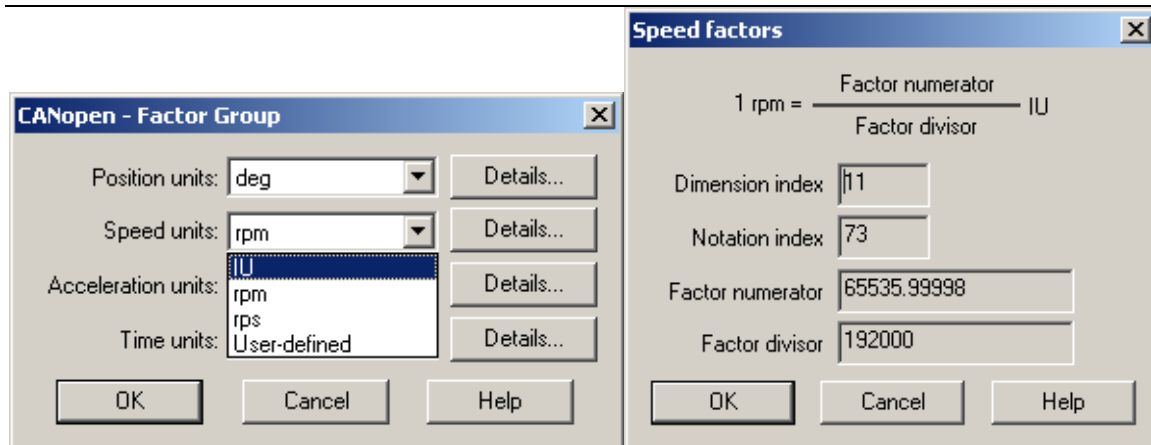 CANopen - Factor Group
Position units: deg Details...
Speed units: rpm Details...
IU
Acceleration units: Details...
rpm
rps
Time units: Details...
User-defined
OK Cancel Help
Speed factors
Factor numerator
1 rpm = IU
Factor divisor
Dimension index 11
Notation index 73
Factor numerator 65535.99998
Factor divisor 192000
OK Cancel Help